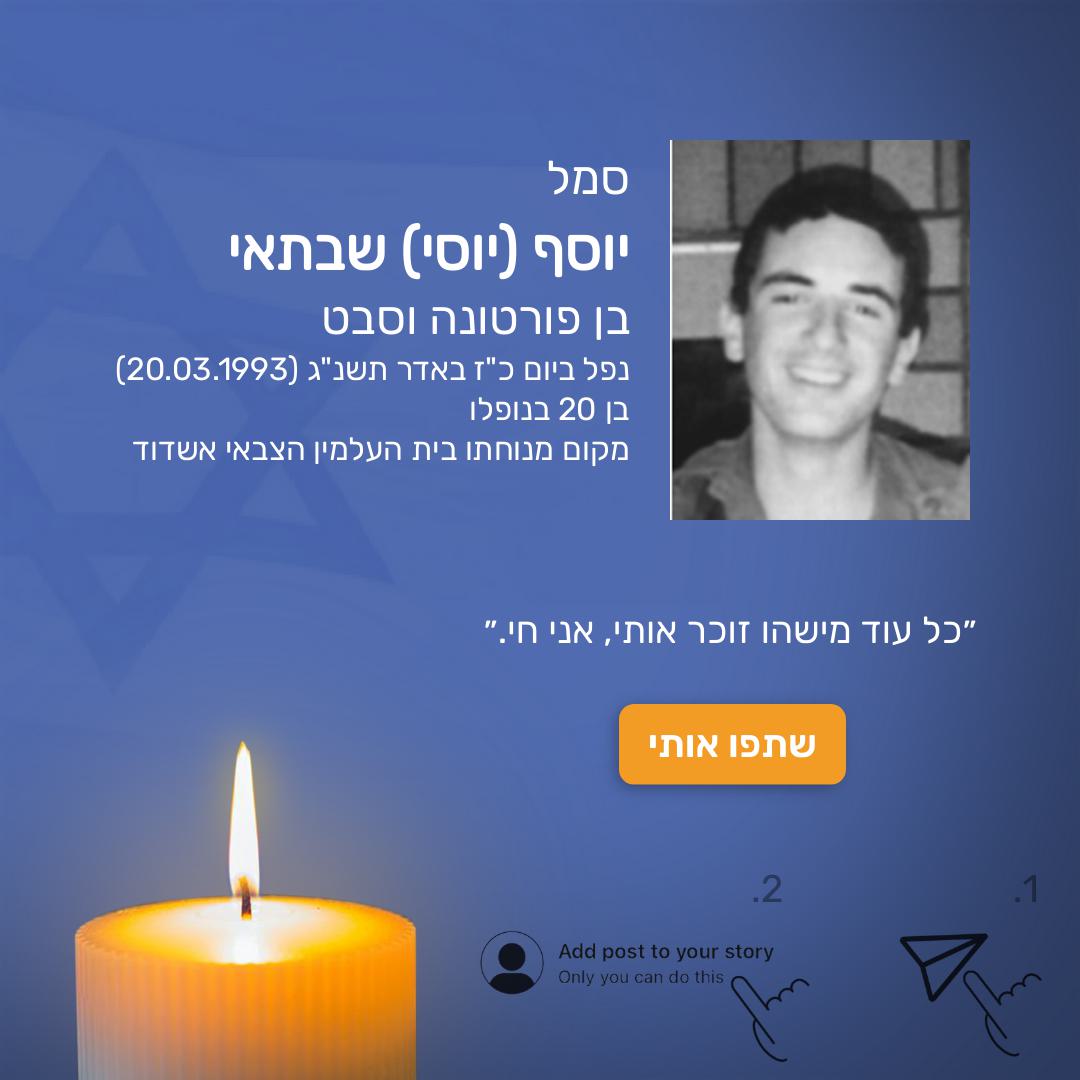 סמל
יוסף (יוסי) שבתאי
בן פורטונה וסבט
נפל ביום כ"ז באדר תשנ"ג (20.03.1993)
בן 20 בנופלו
מקום מנוחתו בית העלמין הצבאי אשדוד
״כל עוד מישהו זוכר אותי, אני חי.״
שתפו אותי
1.
2.
Add post to your story
Only you can do this